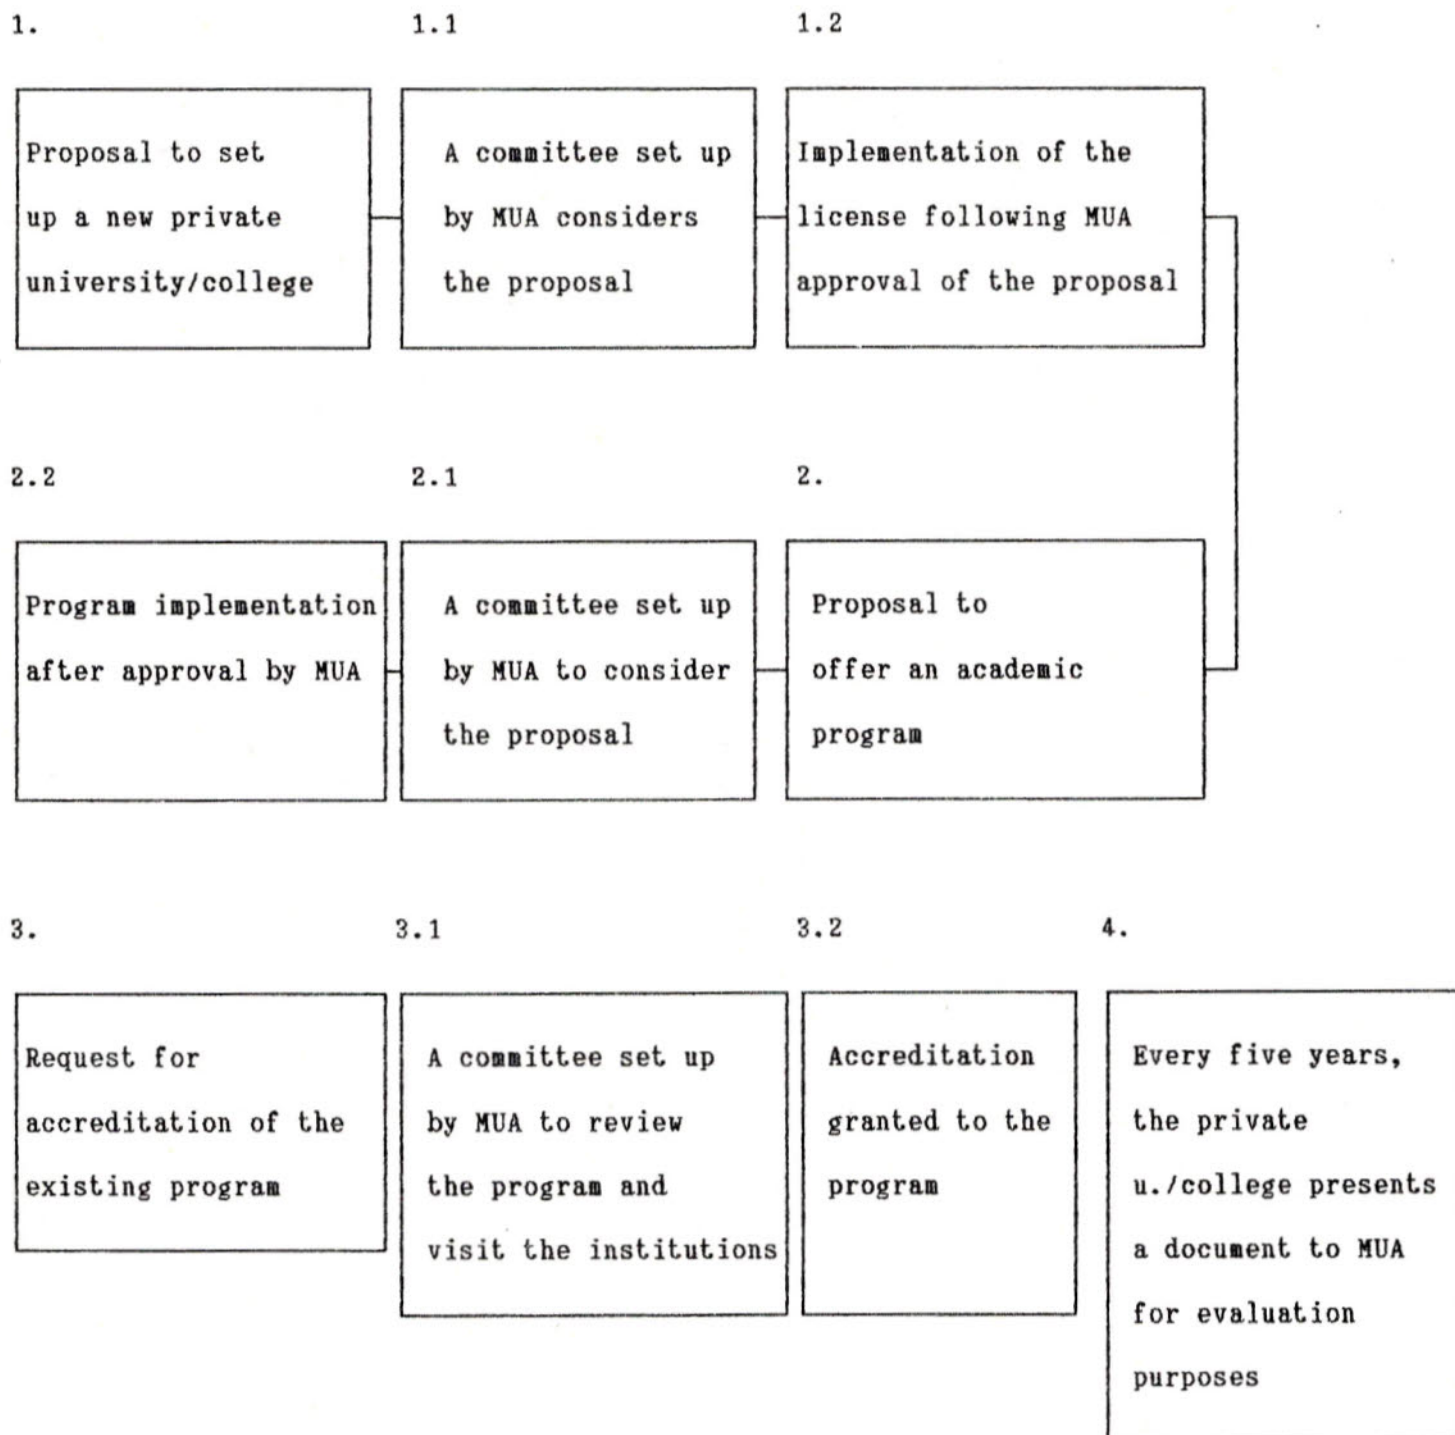 1.
1.1
1.2
Proposal to set
up a new private
university/college
A committee set up
by MUA considers
the proposal
Implementation of the
license following MUA
approval of the proposal
2.2
2.1
2.
Program implementation
after approval by MUA
A committee set up
by MUA to consider
the proposal
Proposal to
offer an academic
program
3.
3.1
3.2
4.
Request for
accreditation of the
existing program
A committee set up
by MUA to review
the program and
visit the institutions
Accreditation
granted to the
program
Every five years,
the private
u./college presents
a document to MUA
for evaluation
purposes